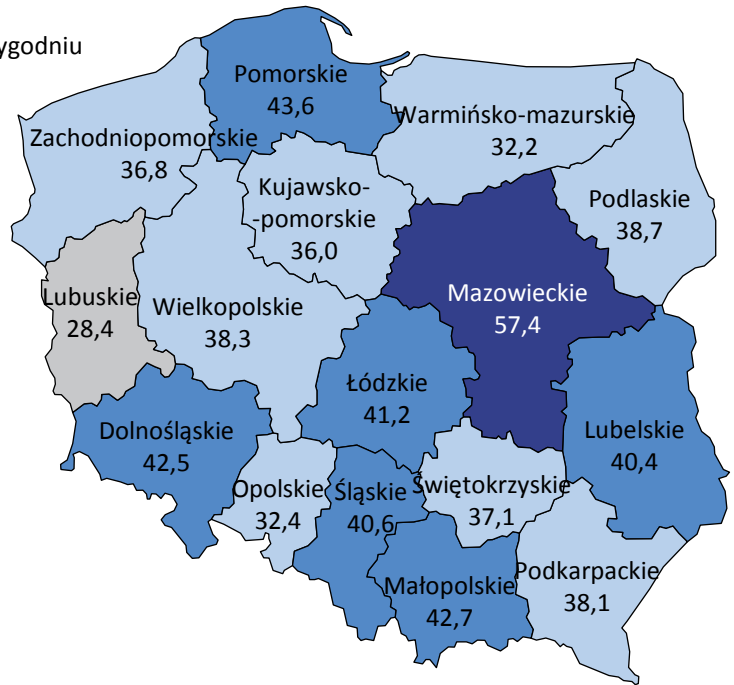 ygodniu
Pomorskie
43,6
Warmińsko-mazurskie
32,2
Zachodniopomorskie
36,8
Kujawsko-
-pomorskie
36,0
Podlaskie
38,7
Lubuskie
28,4
Wielkopolskie
38,3
Mazowieckie
57,4
Łódzkie
41,2
Dolnośląskie
42,5
Lubelskie
40,4
Opolskie
32,4
Śląskie
40,6
Świętokrzyskie
37,1
Małopolskie
42,7
Podkarpackie
38,1